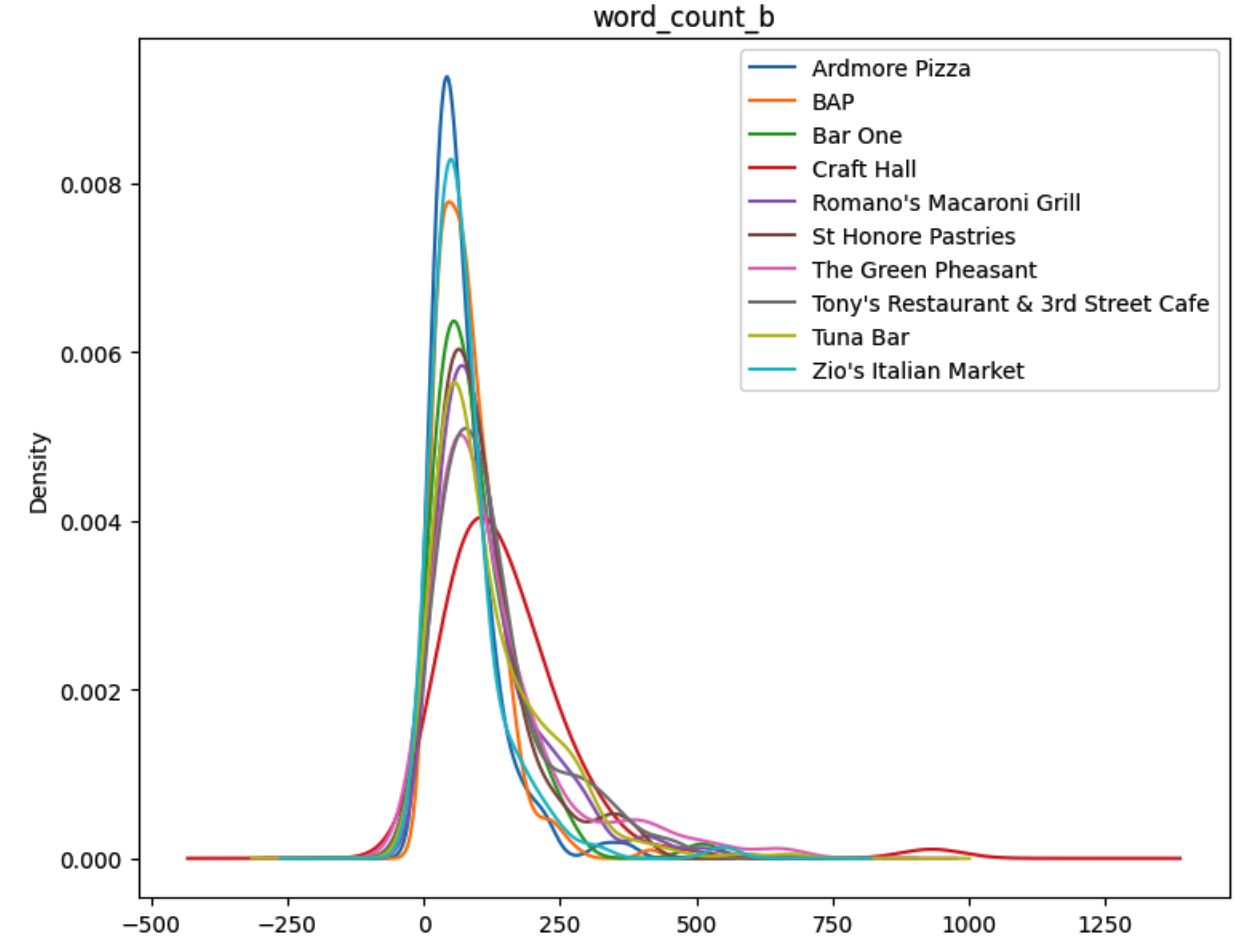 word_count_b
Ardmore Pizza
BAP
Bar One
Craft Hall
Romano's Macaroni Grill
St Honore Pastries
The Green Pheasant
Tony's Restaurant & 3rd Street Cafe
Tuna Bar
Zio's Italian Market
Density
0.008
0.006
0.004
0.002
0.000
−500 −250 0 250 500 750 1000 1250